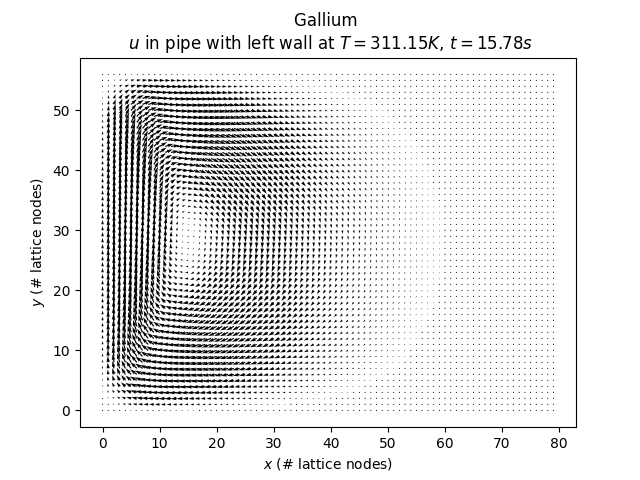 Gallium
u in pipe with left wall at T = 311.15K, t = 15.78s
50
40
30
20
10
0
y (# lattice nodes)
0 10 20 30 40 50 60 70 80
x (# lattice nodes)